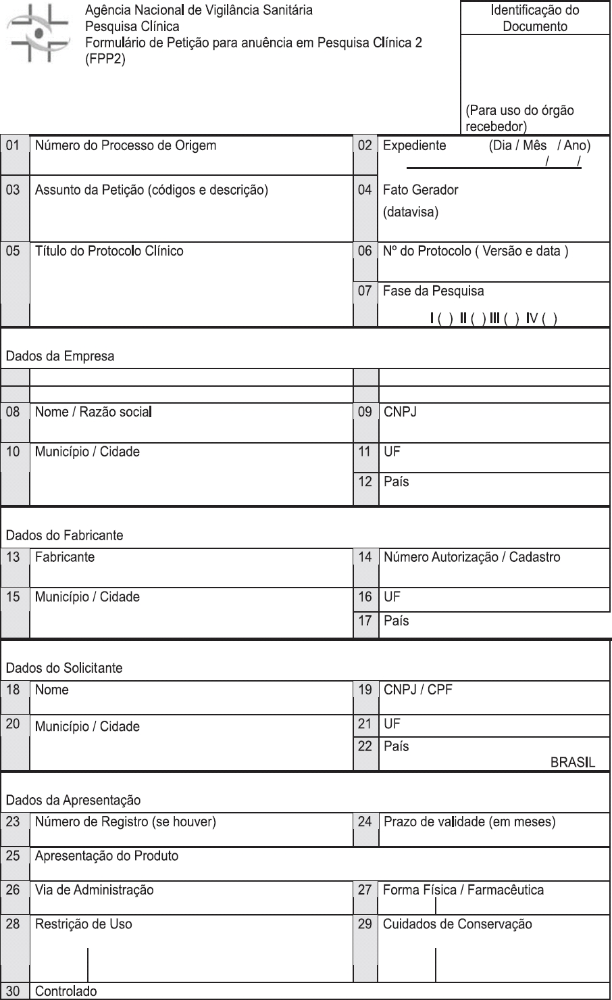 Agência Nacional de Vigilância Sanitária
Pesquisa Clínica
Formulário de Petição para anuência em Pesquisa Clínica 2
(FPP2)
Identificação do
Documento
(Para uso do órgão
recebedor)
01 Número do Processo de Origem
02 Expediente (Dia / Mês / Ano)
/ /
03 Assunto da Petição (códigos e descrição)
04 Fato Gerador
(datavisa)
05 Título do Protocolo Clínico
06 Nº do Protocolo ( Versão e data )
07 Fase da Pesquisa
I ( ) II ( ) III ( ) IV ( )
Dados da Empresa
08 Nome / Razão social
09 CNPJ
10 Município / Cidade
11 UF
12 País
Dados do Fabricante
13 Fabricante
14 Número Autorização / Cadastro
15 Município / Cidade
16 UF
17 País
Dados do Solicitante
18 Nome
19 CNPJ / CPF
20 Município / Cidade
21 UF
22 País
BRASIL
Dados da Apresentação
23 Número de Registro (se houver)
24 Prazo de validade (em meses)
25 Apresentação do Produto
26 Via de Administração
27 Forma Física / Farmacêutica
28 Restrição de Uso
29 Cuidados de Conservação
30 Controlado